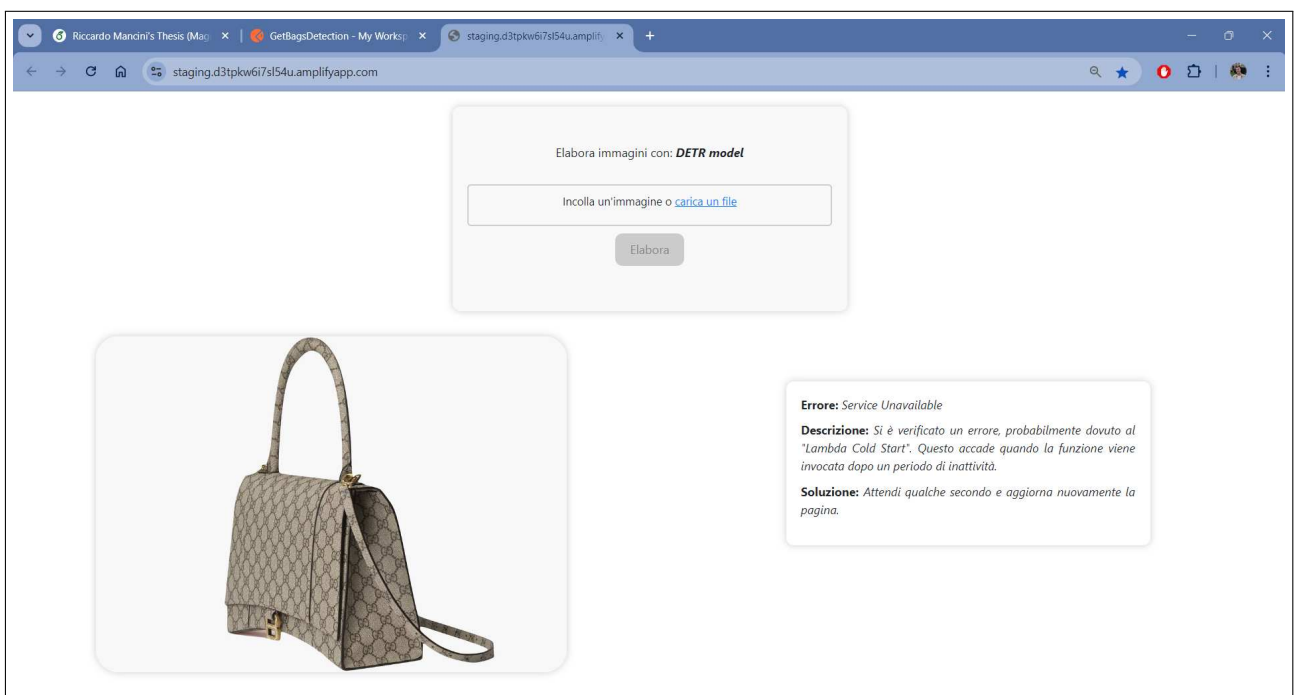 Riccardo Mancini's Thesis (Mag
GetBagsDetection - My Worksp
staging.d3tpkw6i7sl54u.amplify
staging.d3tpkw6i7sl54u.amplifyapp.com
Elabora immagini con: DETR model
Incolla un'immagine o carica un file
Elabora
Errore: Service Unavailable
Descrizione: Si è verificato un errore, probabilmente dovuto al
"Lambda Cold Start". Questo accade quando la funzione viene
invocata dopo un periodo di inattività.
Soluzione: Attendi qualche secondo e aggiorna nuovamente la
pagina.